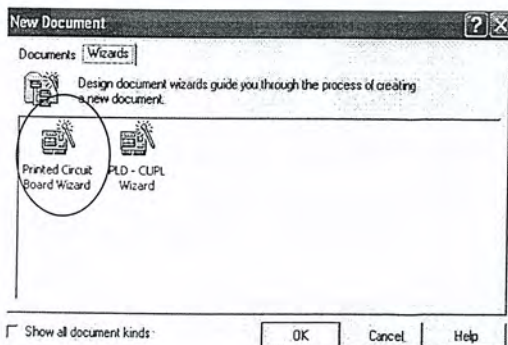 New Document
Documents Wizards
Design document wizards guide you through the process of creating
a new document.
Printed Circuit
Board Wizard
PLD - CUPL
Wizard
Show all document kinds
OK Cancel Help